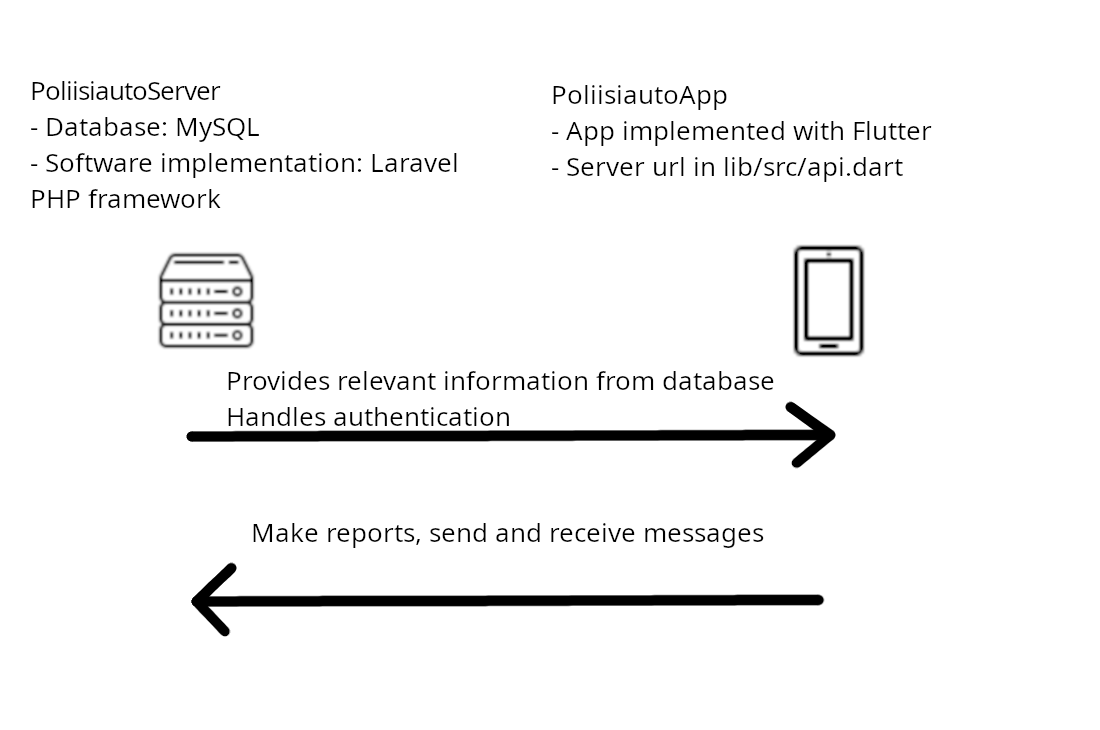 PoliisiautoServer
- Database: MySQL
- Software implementation: Laravel
PHP framework
PoliisiautoApp
- App implemented with Flutter
- Server url in lib/src/api.dart
Provides relevant information from database
Handles authentication
Make reports, send and receive messages